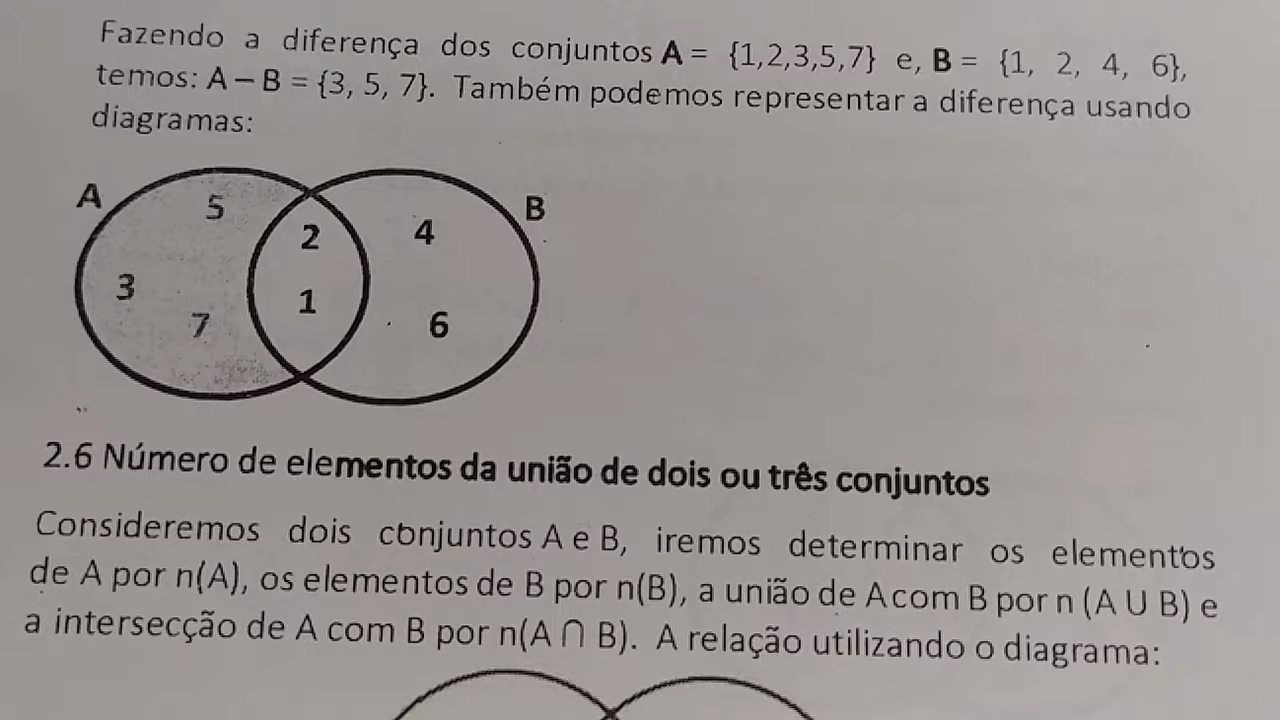 Fazendo a diferença dos conjuntos A = {1,2,3,5,7} e, B = {1, 2, 4, 6},
temos: A – B = {3, 5, 7}. Também podemos representar a diferença usando
diagramas:
A
5
2
4
B
3
1
7
6
2.6 Número de elementos da união de dois ou três conjuntos
Consideremos dois conjuntos A e B, iremos determinar os elementos
de A por n(A), os elementos de B por n(B), a união de A com B por n (A U B) e
a intersecção de A com B por n(A ∩ B). A relação utilizando o diagrama: